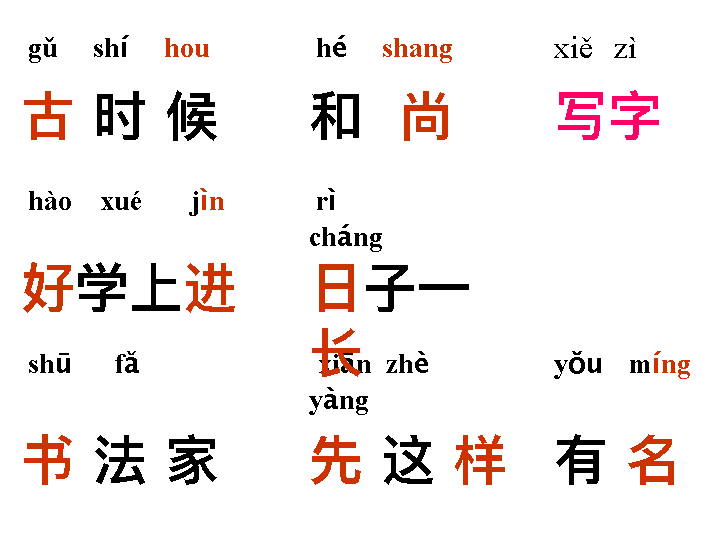 gǔ shí hou hé shang xiě zì
古 时 候 和 尚 写字
hào xué jìn rì
cháng
好学上进 日子一
长
shū fǎ xiān zhè yǒu míng
yàng
书 法 家 先 这 样 有 名